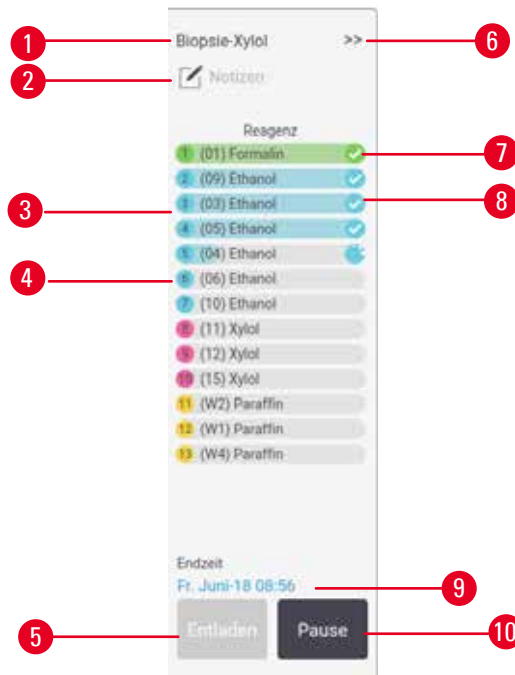 1 Biopsie-Xylol >> 6
2 Notizen
Reagenz
1 (01) Formalin 7
2 (09) Ethanol
3 3 (03) Ethanol 8
4 (05) Ethanol
5 (04) Ethanol
4 6 (06) Ethanol
7 (10) Ethanol
8 (11) Xylol
9 (12) Xylol
10 (15) Xylol
11 (W2) Paraffin
12 (W1) Paraffin
13 (W4) Paraffin
Endzeit
Fr. Juni-18 08:56 9
5 Entladen Pause 10